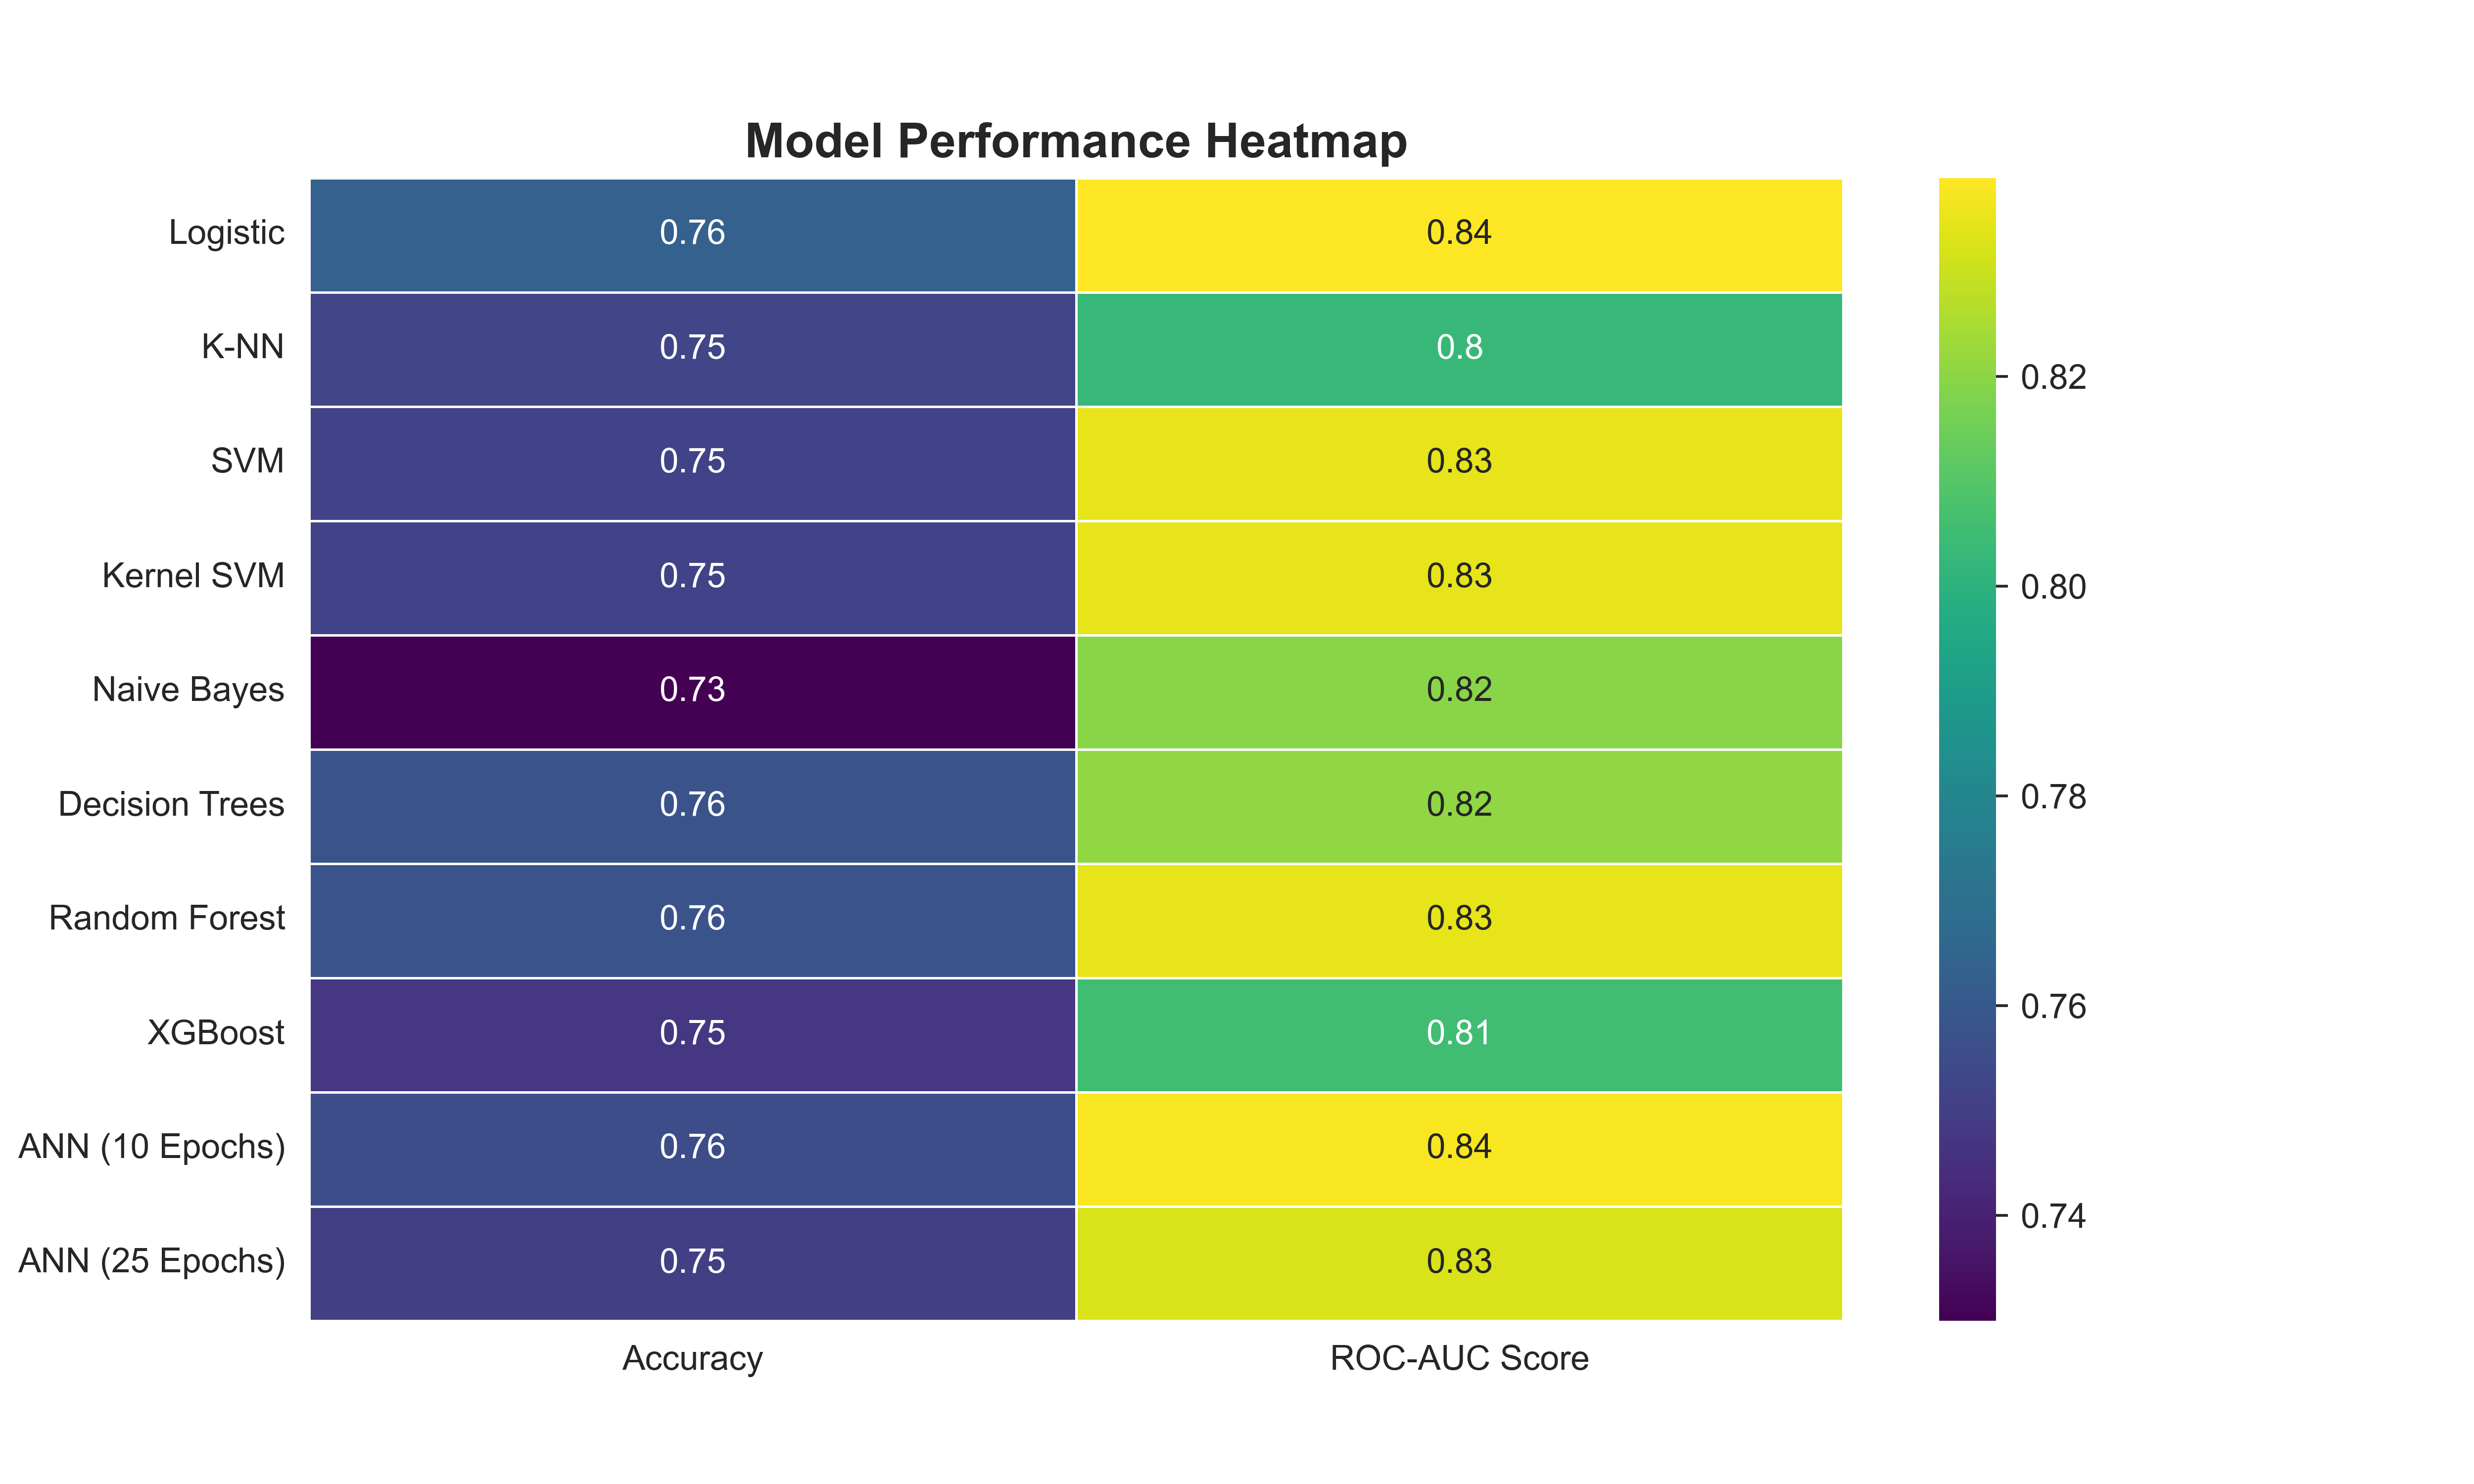 Model Performance Heatmap
Logistic 0.76 0.84
K-NN 0.75 0.8
SVM 0.75 0.83
Kernel SVM 0.75 0.83
Naive Bayes 0.73 0.82
Decision Trees 0.76 0.82
Random Forest 0.76 0.83
XGBoost 0.75 0.81
ANN (10 Epochs) 0.76 0.84
ANN (25 Epochs) 0.75 0.83
Accuracy ROC-AUC Score
0.82
0.80
0.78
0.76
0.74